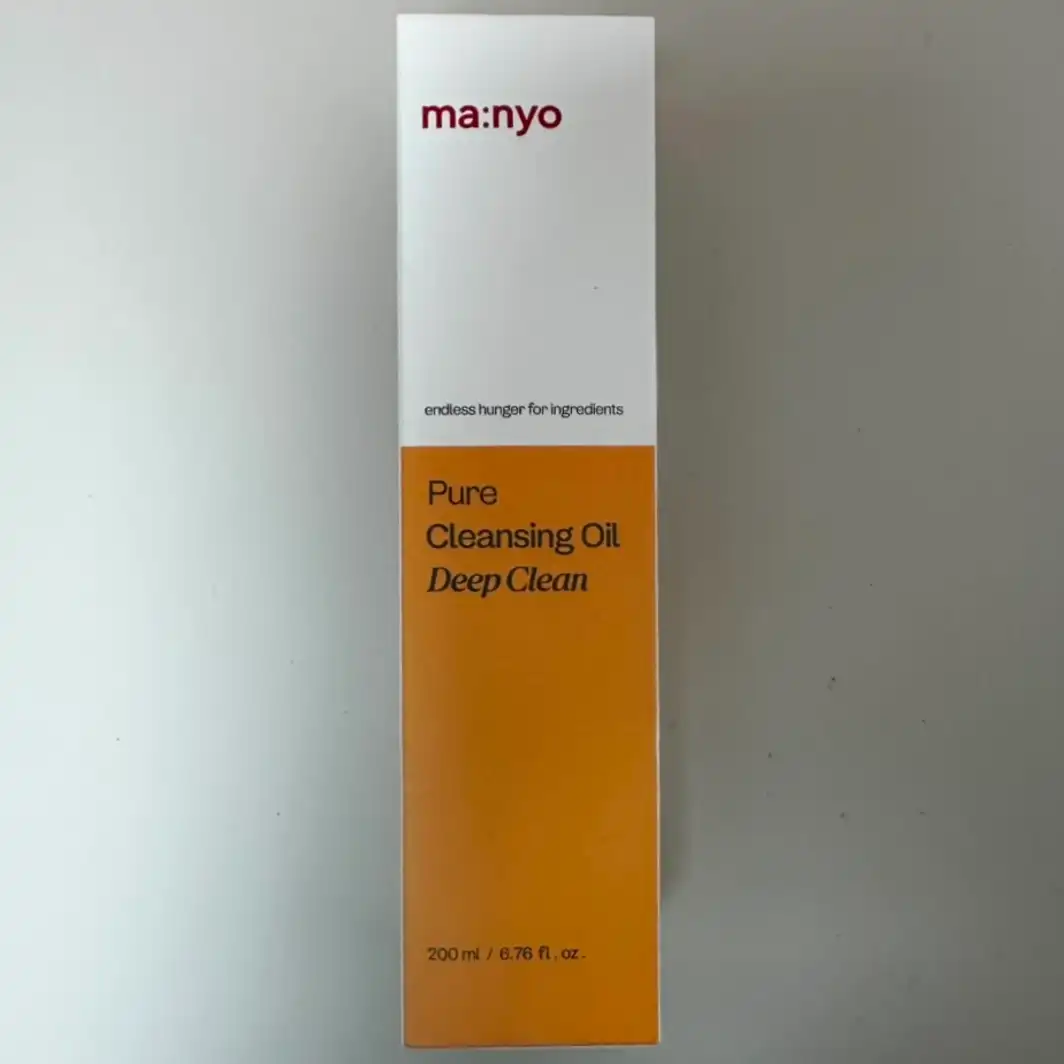 ma:nyo
endless hunger for ingredients
Pure
Cleansing Oil
Deep Clean
200 ml / 6.76 fl. oz.